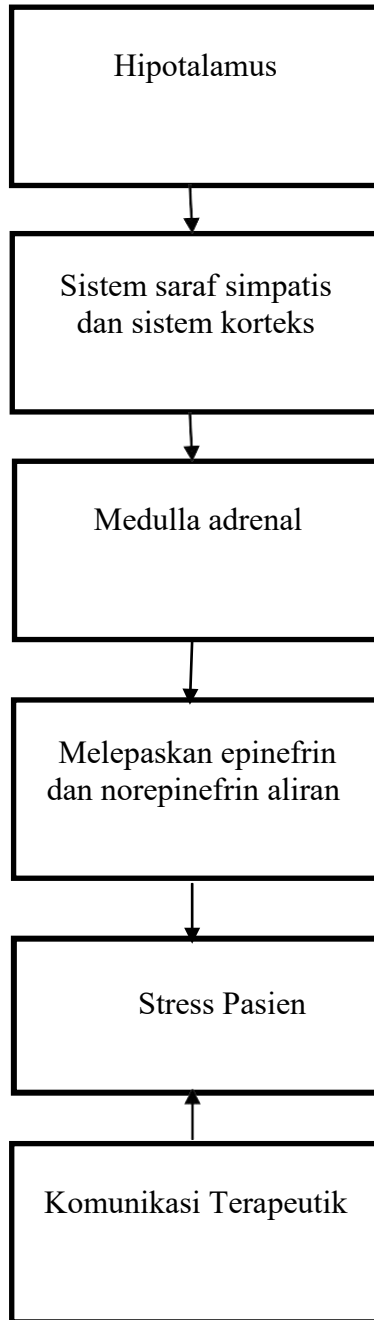 Hipotalamus
Sistem saraf simpatis
dan sistem korteks
Medulla adrenal
Melepaskan epinefrin
dan norepinefrin aliran
Stress Pasien
Komunikasi Terapeutik